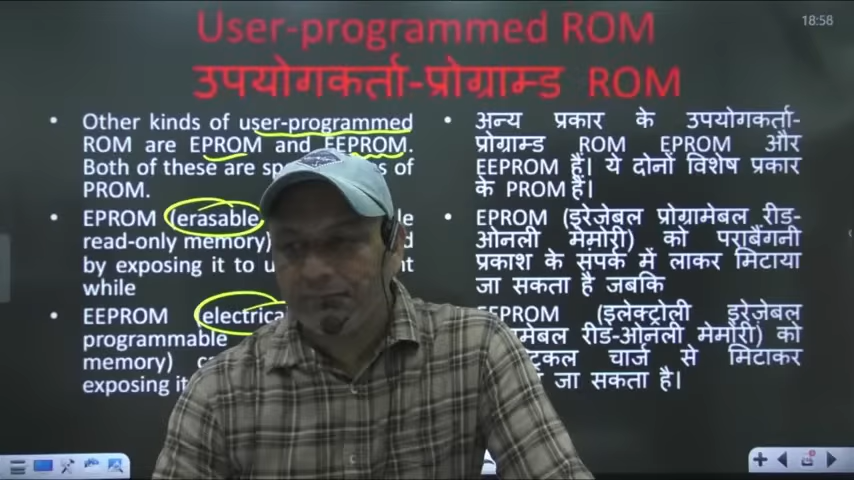 18:58
User-programmed ROM
उपयोगकर्ता-प्रोग्राम्ड ROM
• Other kinds of user-programmed
ROM are EPROM and EEPROM.
Both of these are of
PROM.
• EPROM (erasable
read-only memory)
by exposing it to
while
• EEPROM
programmable
memory)
exposing
• अन्य प्रकार के उपयोगकर्ता-
प्रोग्राम्ड ROM EPROM और
EEPROM हैं। ये दोनों विशेष प्रकार
के PROM हैं।
• EPROM (इरेजेबल प्रोग्रामेबल रीड-
ओनली मेमोरी) को पराबैंगनी
प्रकाश के संपर्क में लाकर मिटाया
जा सकता है जबकि
EEPROM (इलेक्ट्रोली इरेजेबल
रीड-ओनली मेमोरी) को
चार्ज से मिटाकर
जा सकता है।